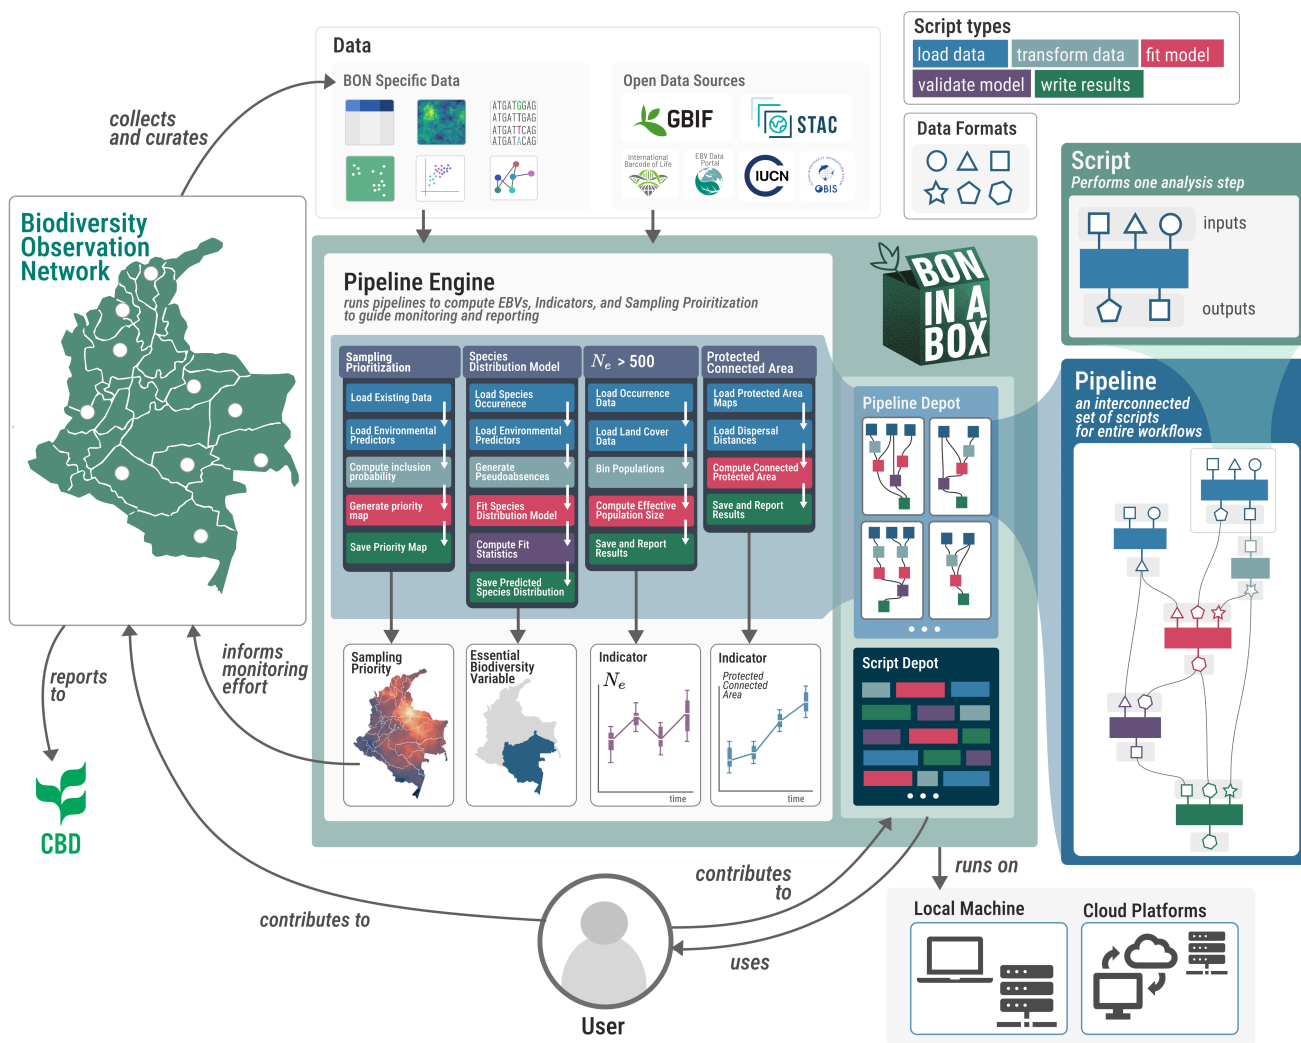 Data
BON Specific Data
ATGATGGAG
ATGATTGAG
ATGATTCAG
ATGATACAG
Open Data Sources
GBIF
STAC
International
Barcode of Life
EBV Data
Portal
IUCN
OBIS
Script types
load data
transform data
fit model
validate model
write results
Data Formats
Script
Performs one analysis step
inputs
outputs
collects
and curates
Biodiversity
Observation
Network
Pipeline Engine
runs pipelines to compute EBVs, Indicators, and Sampling Proiritization
to guide monitoring and reporting
BON
IN A
BOX
Sampling
Prioritization
Load Existing Data
Load Environmental
Predictors
Compute inclusion
probability
Generate priority
map
Save Priority Map
Species
Distribution Model
Load Species
Occurenece
Load Environmental
Predictors
Generate
Pseudoabsences
Fit Species
Distribution Model
Compute Fit
Statistics
Save Predicted
Species Distribution
Ne > 500
Load Occurrence
Data
Load Land Cover
Data
Bin Populations
Compute Effective
Population Size
Save and Report
Results
Protected
Connected Area
Load Protected Area
Maps
Load Dispersal
Distances
Compute Connected
Protected Area
Save and Report
Results
Pipeline Depot
Script Depot
Pipeline
an interconnected
set of scripts
for entire workflows
Sampling
Priority
Essential
Biodiversity
Variable
Indicator
Ne
time
Indicator
Protected
Connected
Area
time
reports
to
informs
monitoring
effort
CBD
contributes to
contributes
to
uses
User
runs on
Local Machine
Cloud Platforms